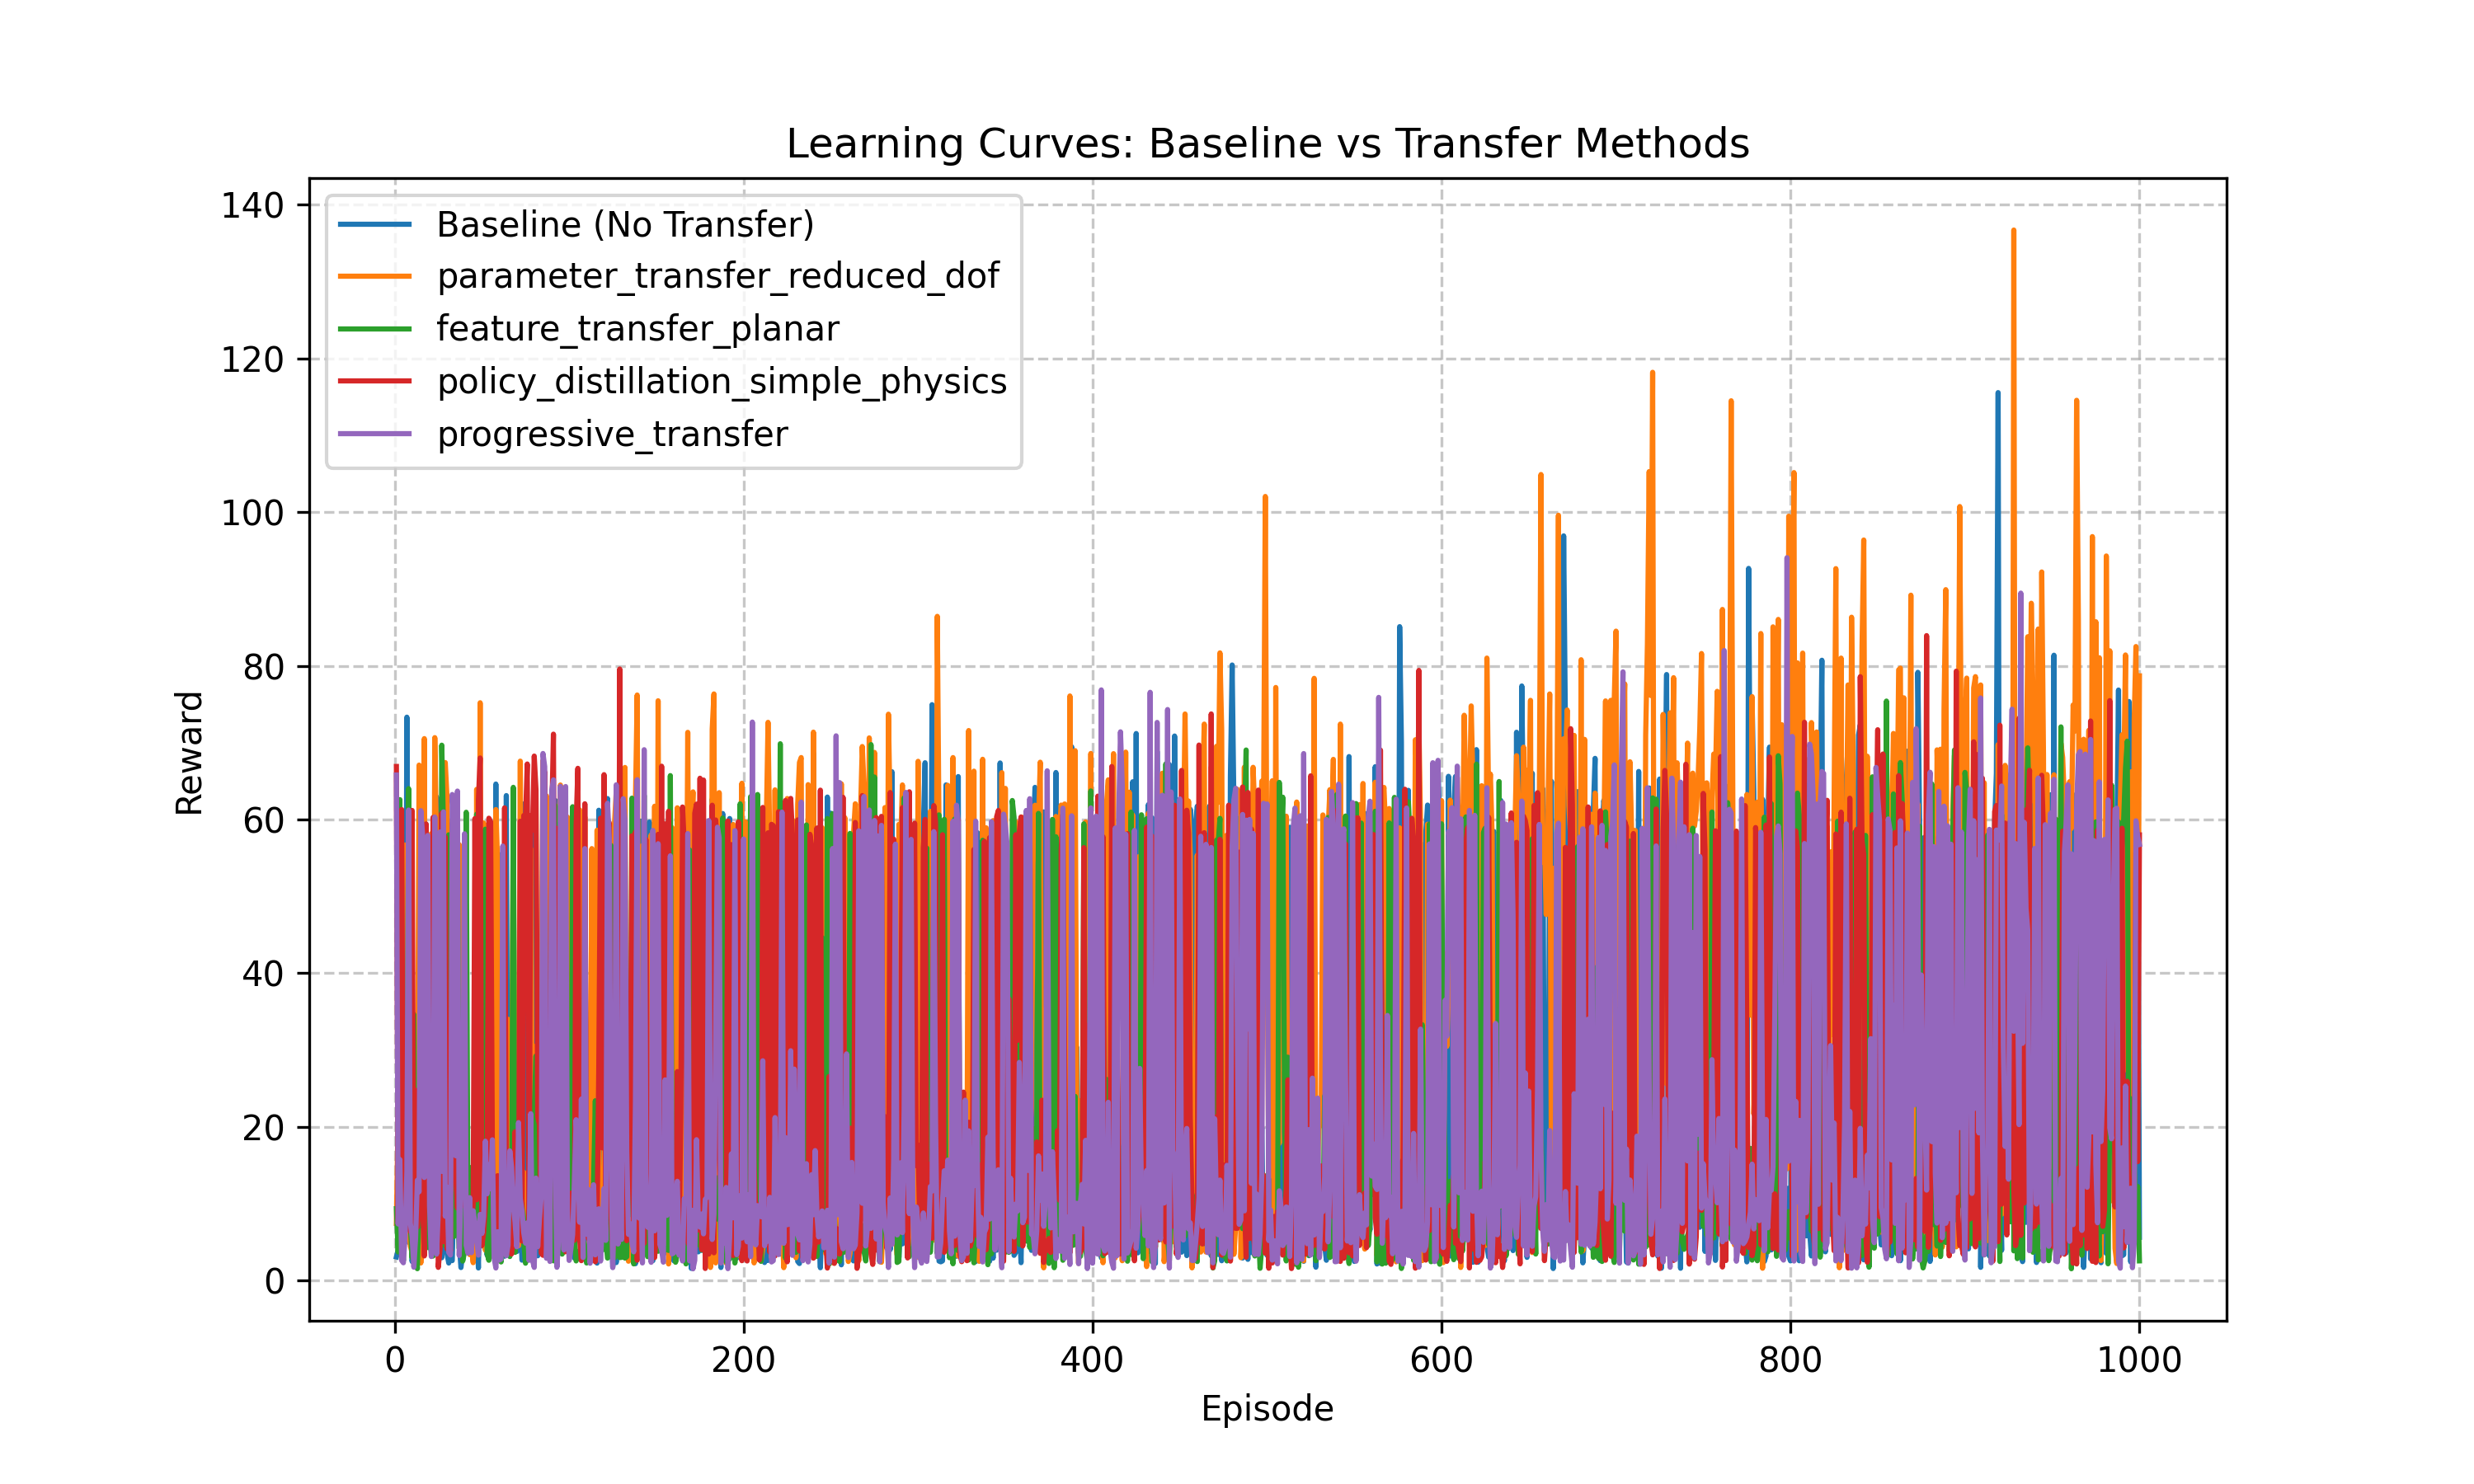 Learning Curves: Baseline vs Transfer Methods
140
120
100
80
60
40
20
0
Reward
Baseline (No Transfer)
parameter_transfer_reduced_dof
feature_transfer_planar
policy_distillation_simple_physics
progressive_transfer
0 200 400 600 800 1000
Episode